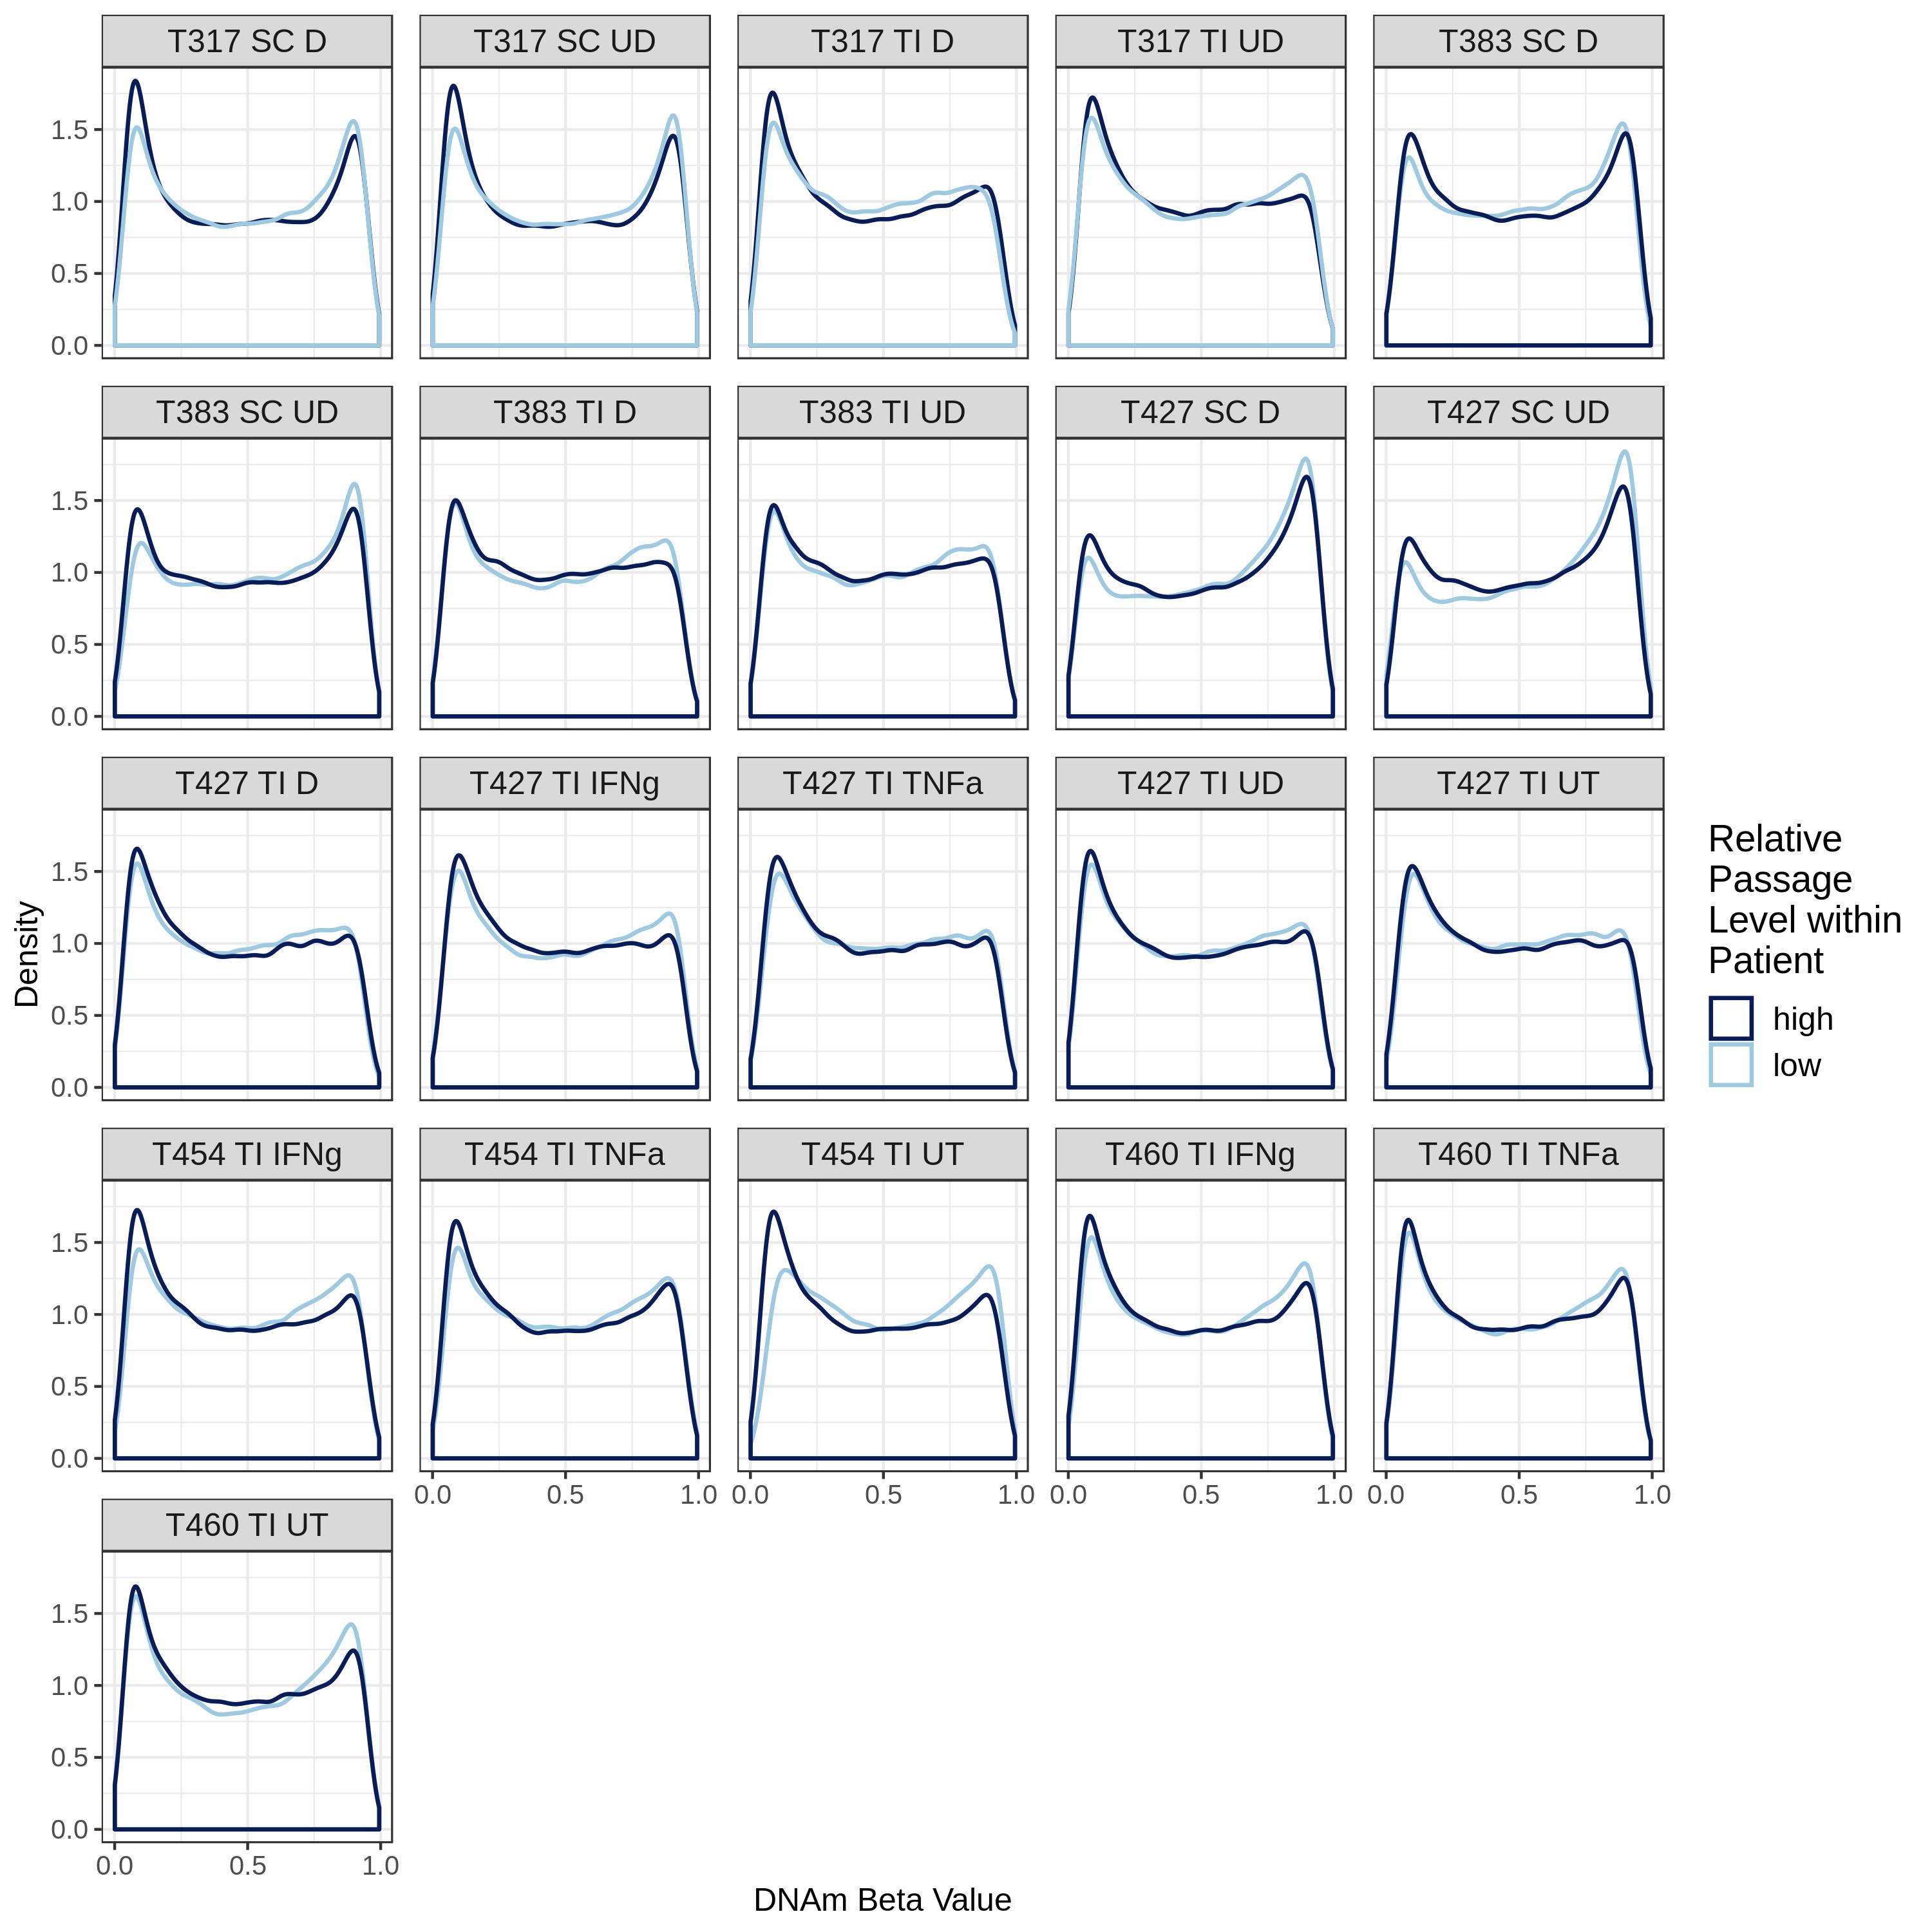 T317 SC D
T317 SC UD
T317 TI D
T317 TI UD
T383 SC D
1.5
1.0
0.5
0.0
T383 SC UD
T383 TI D
T383 TI UD
T427 SC D
T427 SC UD
1.5
1.0
0.5
0.0
T427 TI D
T427 TI IFNg
T427 TI TNFa
T427 TI UD
T427 TI UT
1.5
1.0
0.5
0.0
Density
Relative
Passage
Level within
Patient
high
low
T454 TI IFNg
T454 TI TNFa
T454 TI UT
T460 TI IFNg
T460 TI TNFa
1.5
1.0
0.5
0.0
0.0 0.5 1.0
0.0 0.5 1.0
0.0 0.5 1.0
0.0 0.5 1.0
T460 TI UT
1.5
1.0
0.5
0.0
0.0 0.5 1.0
DNAm Beta Value